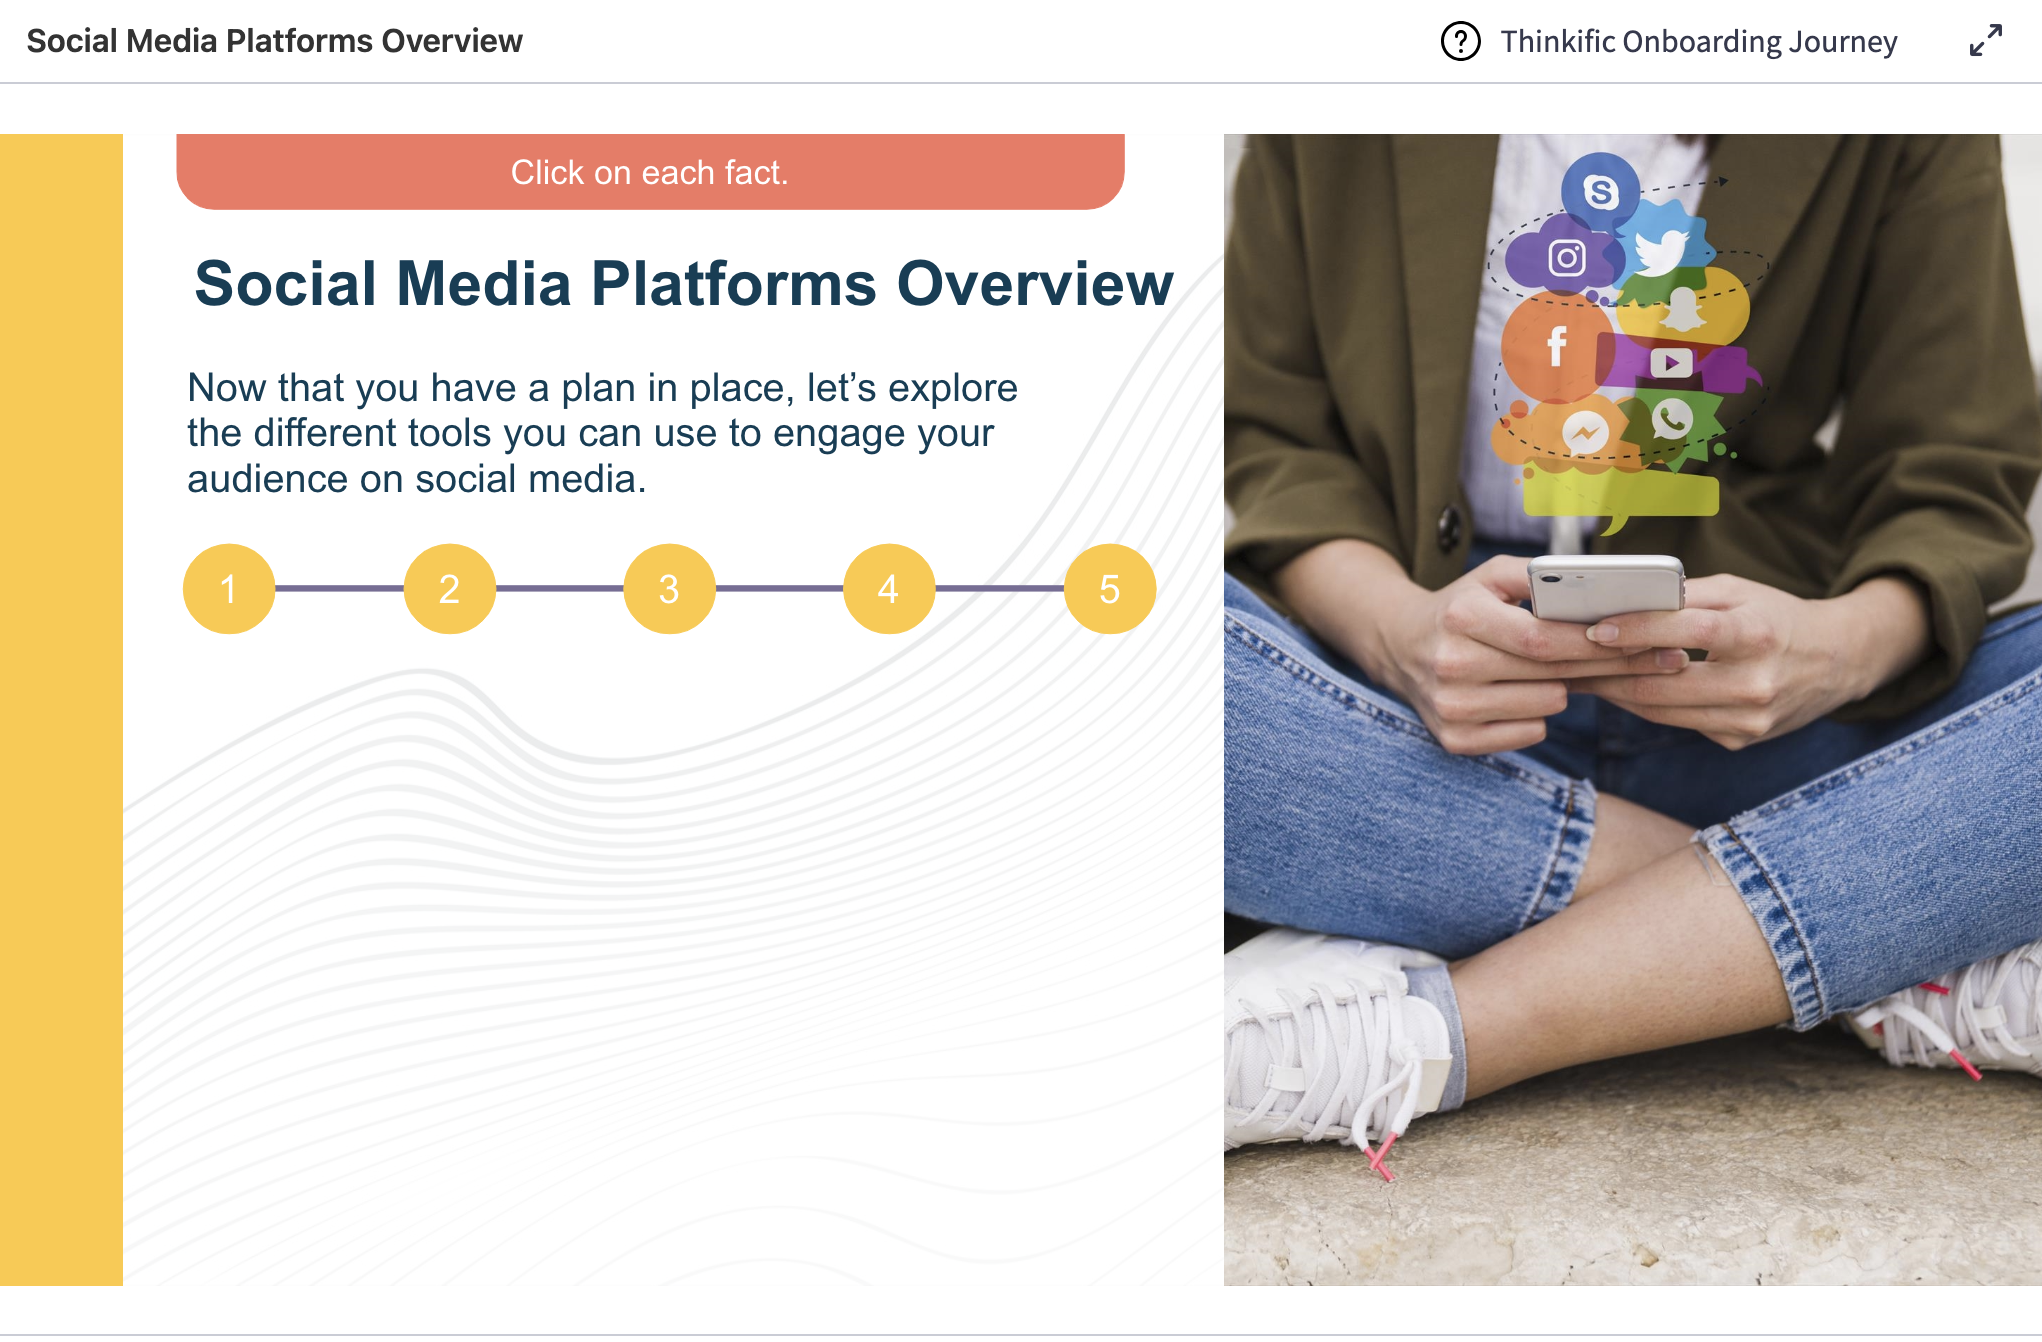 Social Media Platforms Overview
Thinkific Onboarding Journey
Click on each fact.
Social Media Platforms Overview
Now that you have a plan in place, let’s explore
the different tools you can use to engage your
audience on social media.
1 2 3 4 5